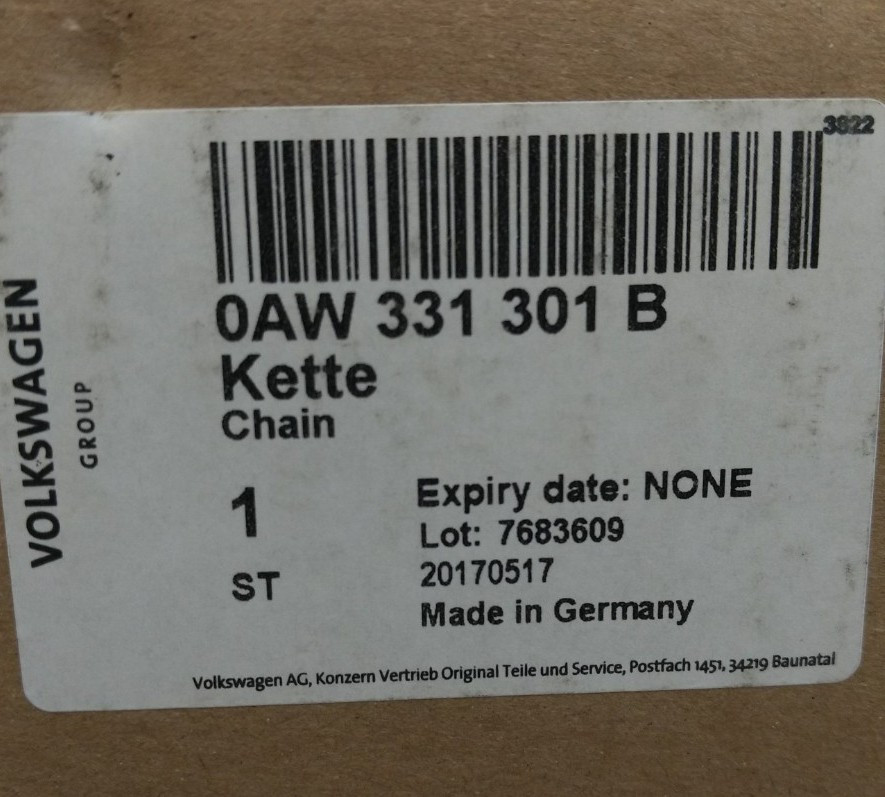 3822
0AW 331 301 B
Kette
Chain
VOLKSWAGEN
GROUP
1
ST
Expiry date: NONE
Lot: 7683609
20170517
Made in Germany
Volkswagen AG, Konzern Vertrieb Original Teile und Service, Postfach 1451, 34219 Baunatal